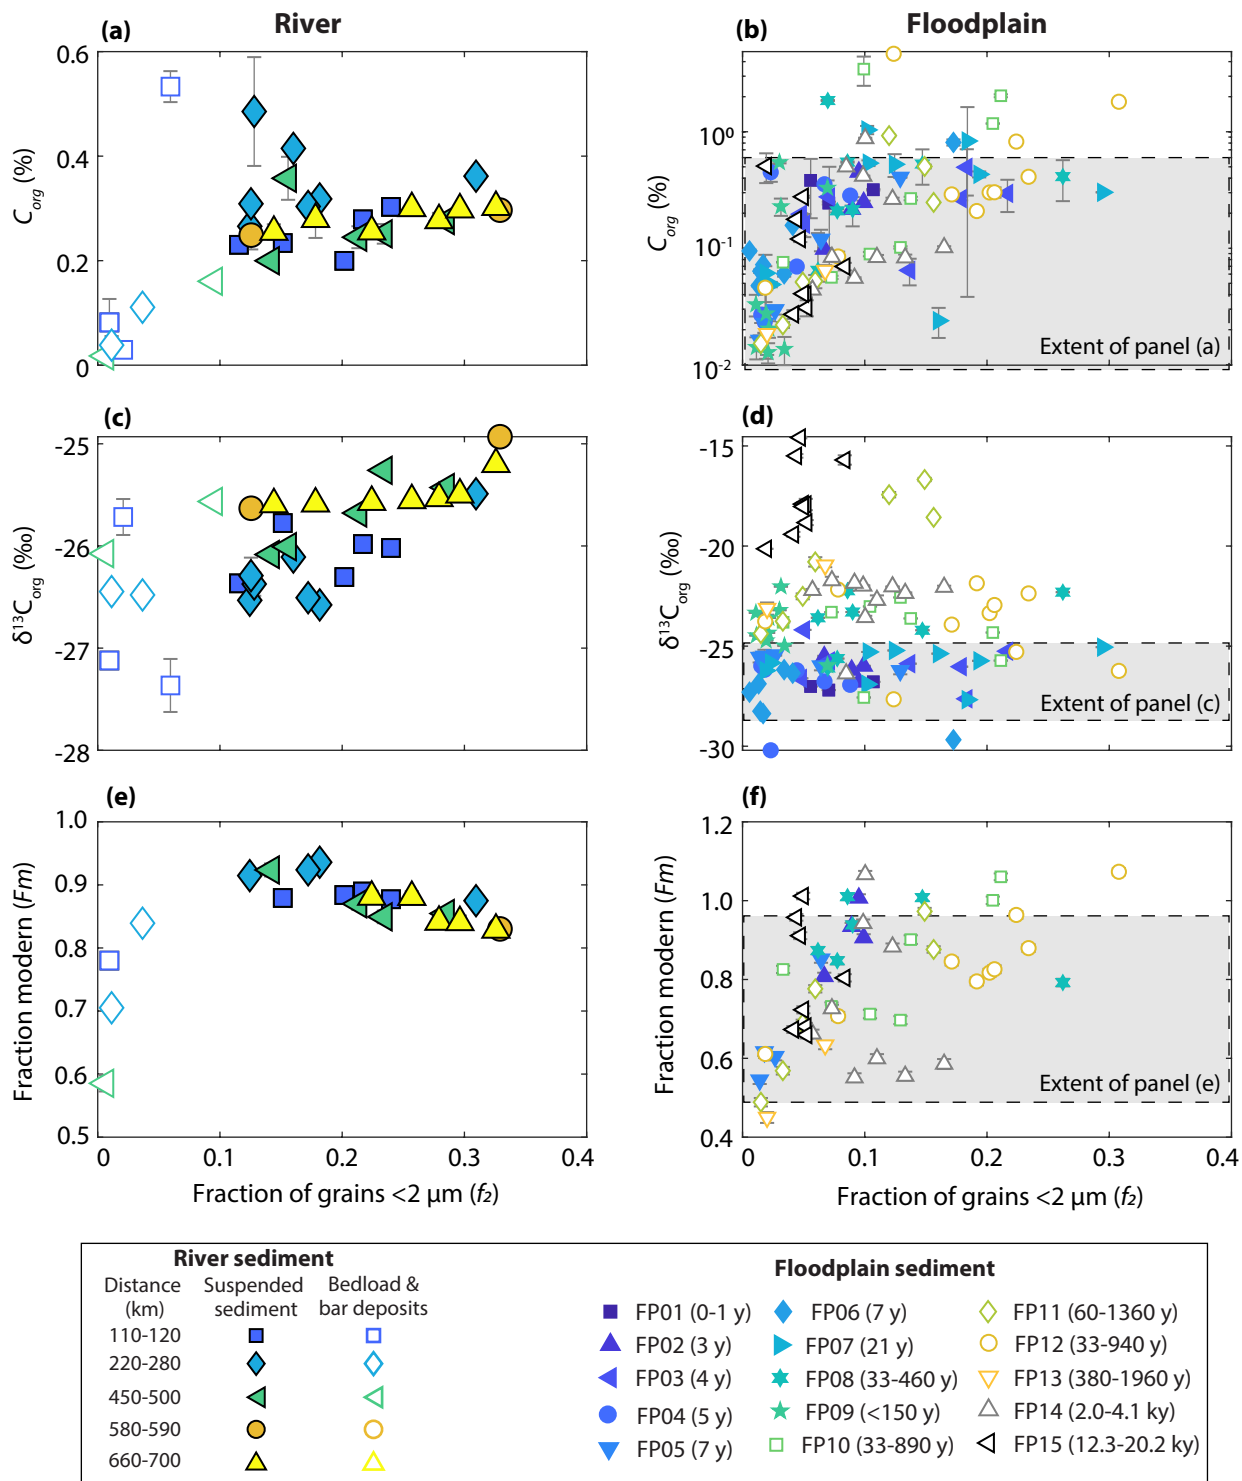 River
Floodplain
(a)
(b)
0.6
0.4
0.2
0
C_org (%)
10⁰
10⁻¹
10⁻²
C_org (%)
Extent of panel (a)
(c)
(d)
-25
-26
-27
-28
δ¹³C_org (‰)
-15
-20
-25
-30
δ¹³C_org (‰)
Extent of panel (c)
(e)
(f)
1.0
0.9
0.8
0.7
0.6
0.5
Fraction modern (Fm)
0 0.1 0.2 0.3 0.4
Fraction of grains <2 μm (f₂)
1.2
1.0
0.8
0.6
0.4
Fraction modern (Fm)
Extent of panel (e)
0 0.1 0.2 0.3 0.4
Fraction of grains <2 μm (f₂)
River sediment
Distance (km)
Suspended sediment
Bedload & bar deposits
110-120
220-280
450-500
580-590
660-700
Floodplain sediment
FP01 (0-1 y)
FP02 (3 y)
FP03 (4 y)
FP04 (5 y)
FP05 (7 y)
FP06 (7 y)
FP07 (21 y)
FP08 (33-460 y)
FP09 (<150 y)
FP10 (33-890 y)
FP11 (60-1360 y)
FP12 (33-940 y)
FP13 (380-1960 y)
FP14 (2.0-4.1 ky)
FP15 (12.3-20.2 ky)